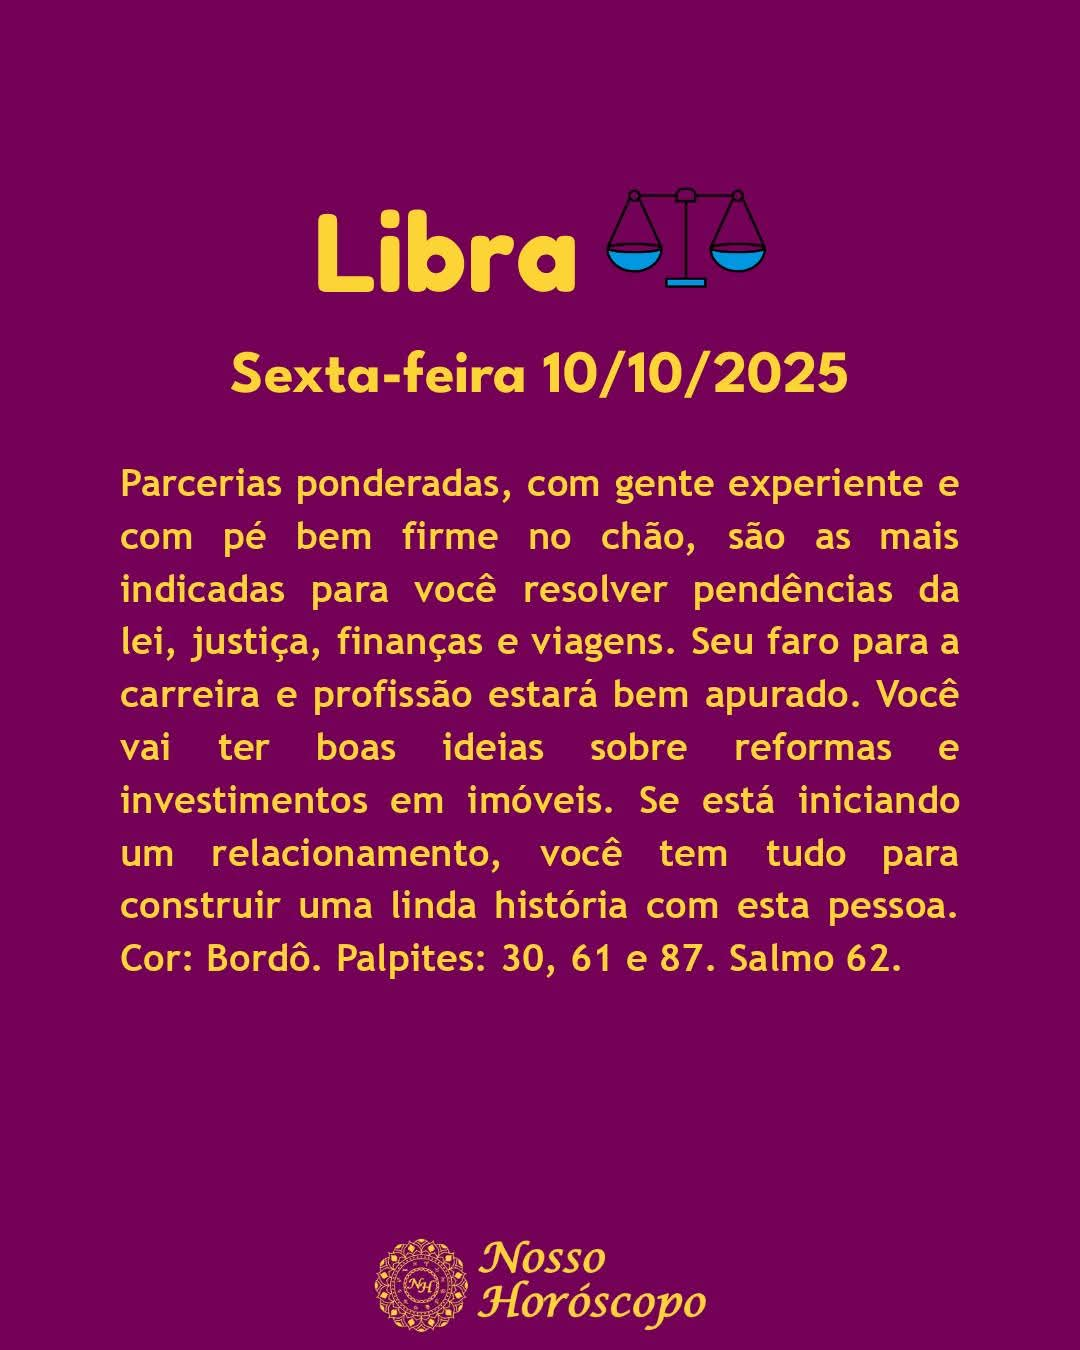 Libra
Sexta-feira 10/10/2025
Parcerias ponderadas, com gente experiente e
com pé bem firme no chão, são as mais
indicadas para você resolver pendências da
lei, justiça, finanças e viagens. Seu faro para a
carreira e profissão estará bem apurado. Você
vai ter boas ideias sobre reformas e
investimentos em imóveis. Se está iniciando
um relacionamento, você tem tudo para
construir uma linda história com esta pessoa.
Cor: Bordô. Palpites: 30, 61 e 87. Salmo 62.
NH
Nosso
Horóscopo